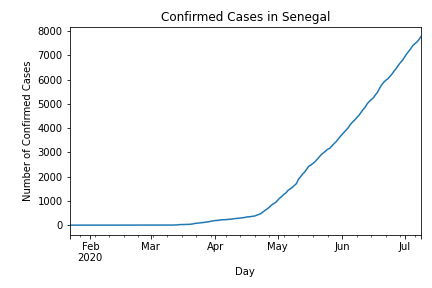 Confirmed Cases in Senegal
Number of Confirmed Cases
8000
7000
6000
5000
4000
3000
2000
1000
0
Feb Mar Apr May Jun Jul
2020
Day